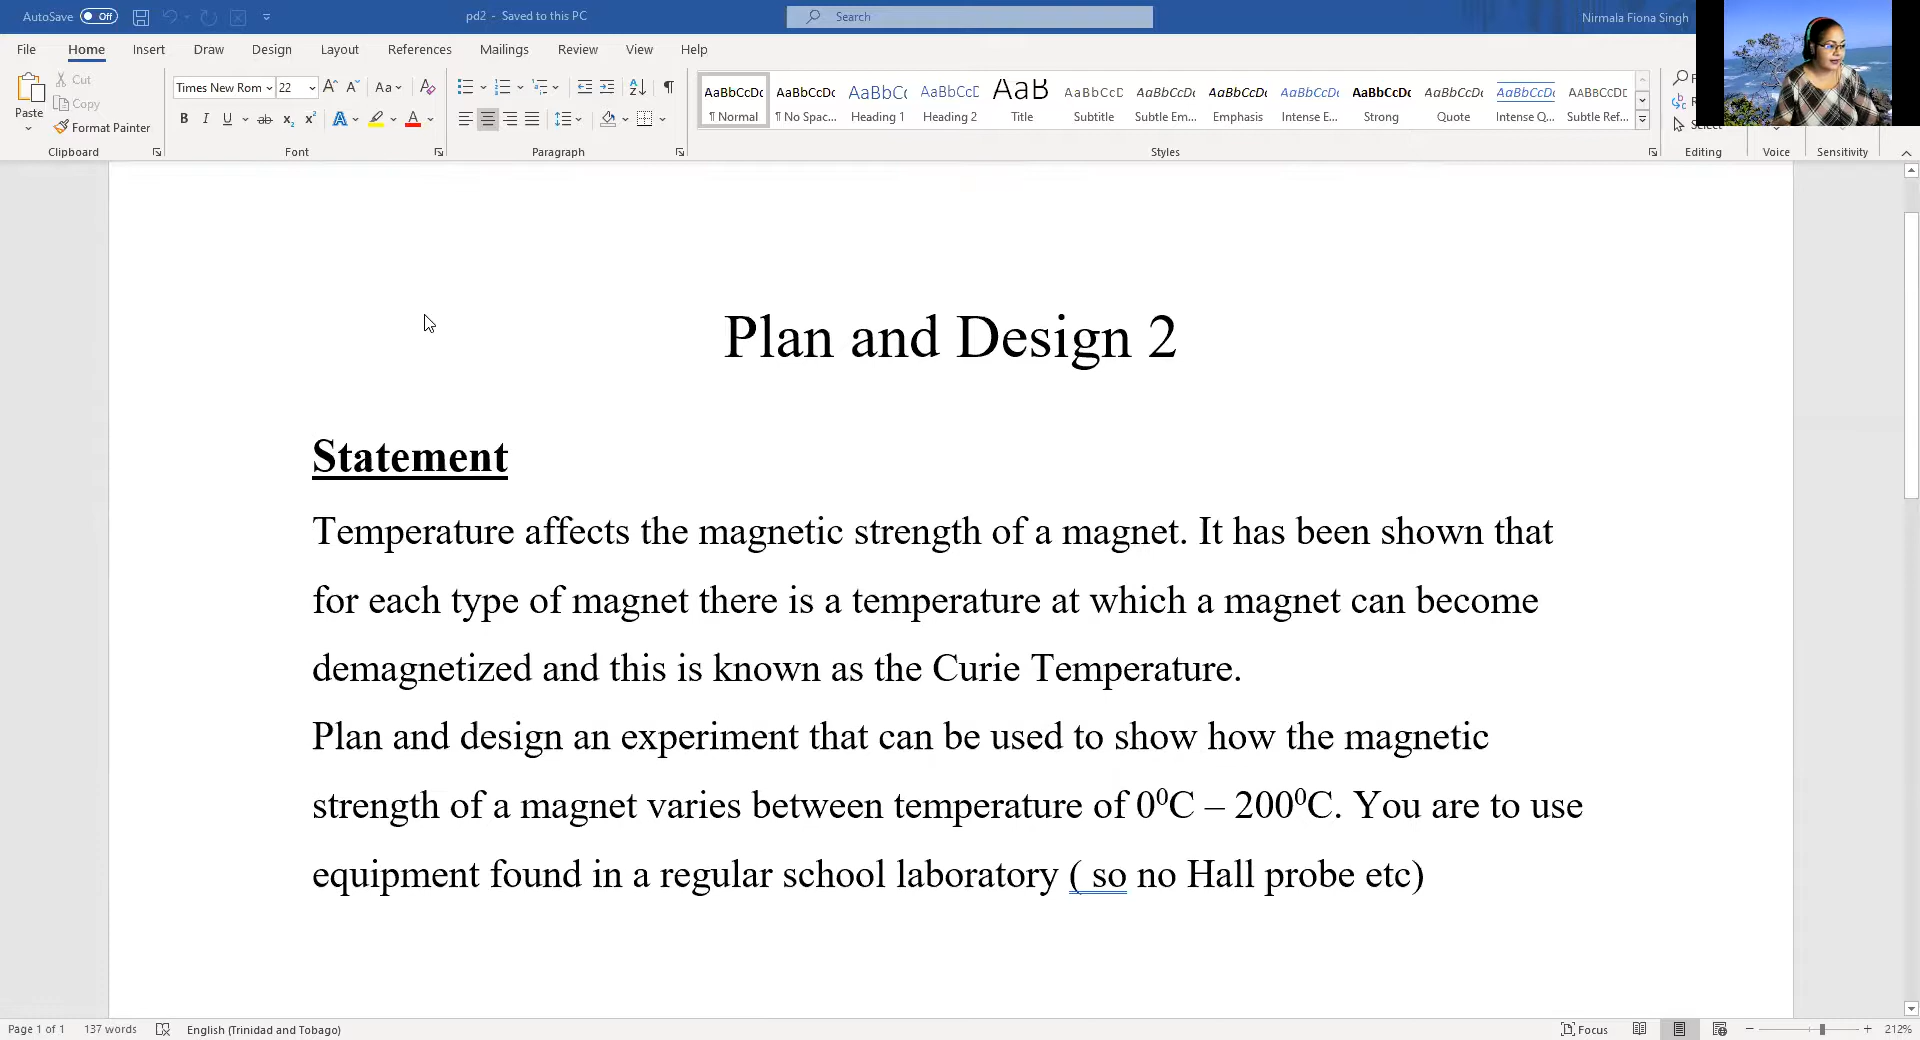 AutoSave Off pd2 - Saved to this PC Search Nirmala Fiona Singh
File Home Insert Draw Design Layout References Mailings Review View Help
Paste Cut Copy Format Painter
Times New Rom 22
AaBbCcDc AaBbCcDc AaBbCc AaBbCcD AaB AaBbCcD AaBbCcDc AaBbCcDc AaBbCcDc AaBbCcDc AaBbCcDc AaBbCcDc AABBCCDC
¶ Normal ¶ No Spac... Heading 1 Heading 2 Title Subtitle Subtle Em... Emphasis Intense E... Strong Quote Intense Q... Subtle Ref...
Select
Clipboard Font Paragraph Styles Editing Voice Sensitivity
Plan and Design 2
Statement
Temperature affects the magnetic strength of a magnet. It has been shown that
for each type of magnet there is a temperature at which a magnet can become
demagnetized and this is known as the Curie Temperature.
Plan and design an experiment that can be used to show how the magnetic
strength of a magnet varies between temperature of 0⁰C – 200⁰C. You are to use
equipment found in a regular school laboratory ( so no Hall probe etc)
Page 1 of 1 137 words English (Trinidad and Tobago) Focus 212%